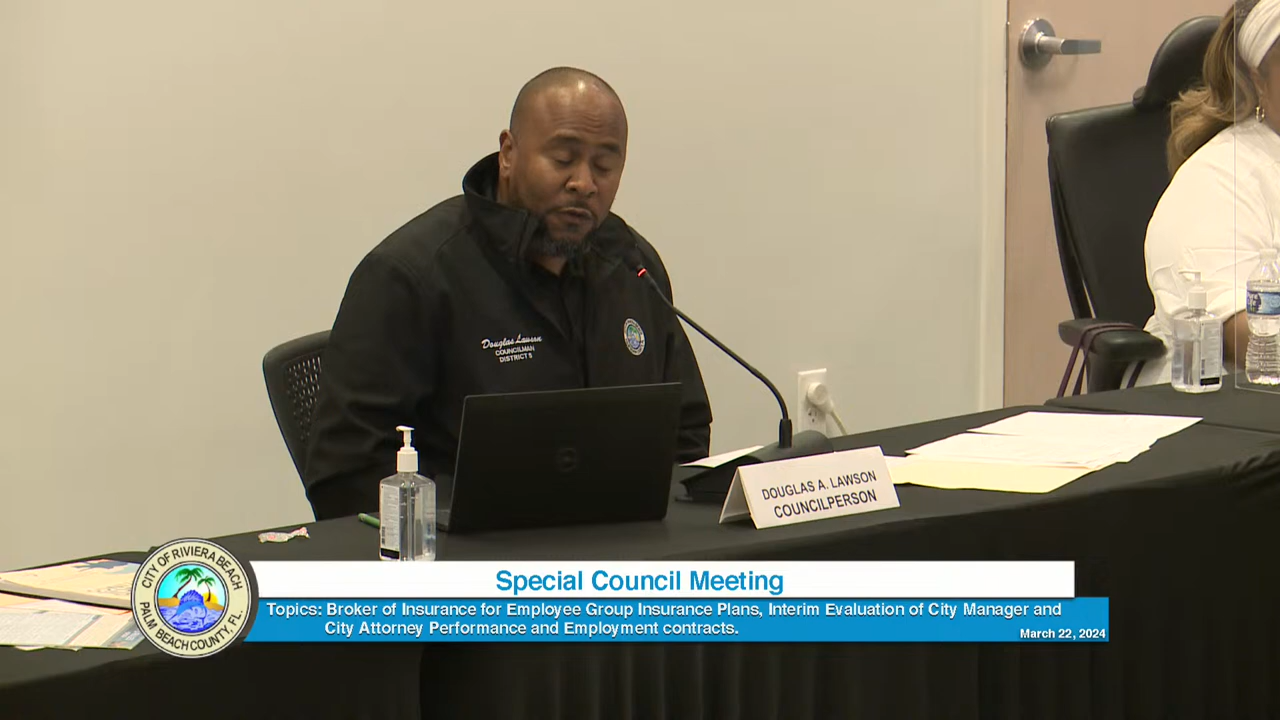 Douglas Lawson
COUNCILMAN
DISTRICT 5
DOUGLAS A. LAWSON
COUNCILPERSON
CITY OF RIVIERA BEACH
PALM BEACH COUNTY, FL.
Special Council Meeting
Topics: Broker of Insurance for Employee Group Insurance Plans, Interim Evaluation of City Manager and
City Attorney Performance and Employment contracts.
March 22, 2024